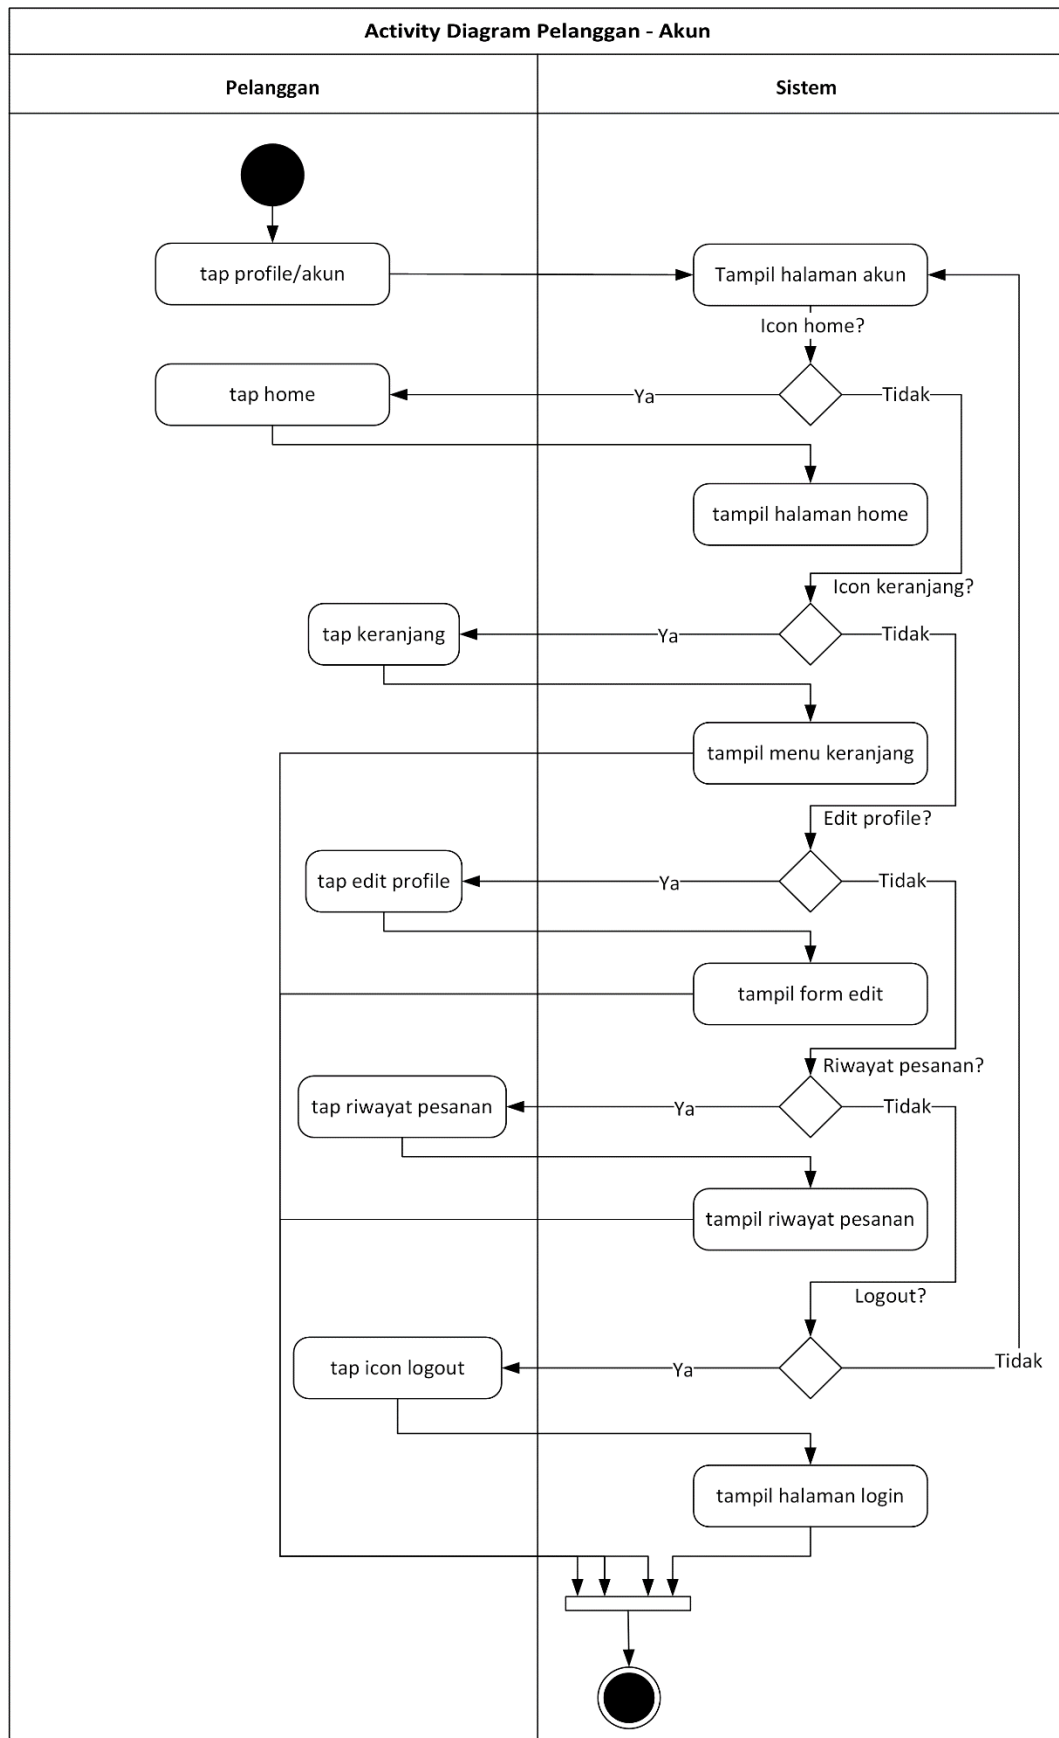 Activity Diagram Pelanggan - Akun
Pelanggan
Sistem
tap profile/akun
Tampil halaman akun
Icon home?
tap home
Ya
Tidak
tampil halaman home
Icon keranjang?
tap keranjang
Ya
Tidak
tampil menu keranjang
Edit profile?
tap edit profile
Ya
Tidak
tampil form edit
Riwayat pesanan?
tap riwayat pesanan
Ya
Tidak
tampil riwayat pesanan
Logout?
tap icon logout
Ya
Tidak
tampil halaman login